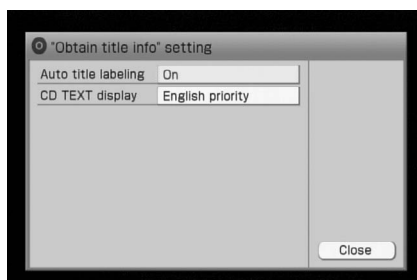 "Obtain title info" setting
Auto title labeling On
CD TEXT display English priority
Close